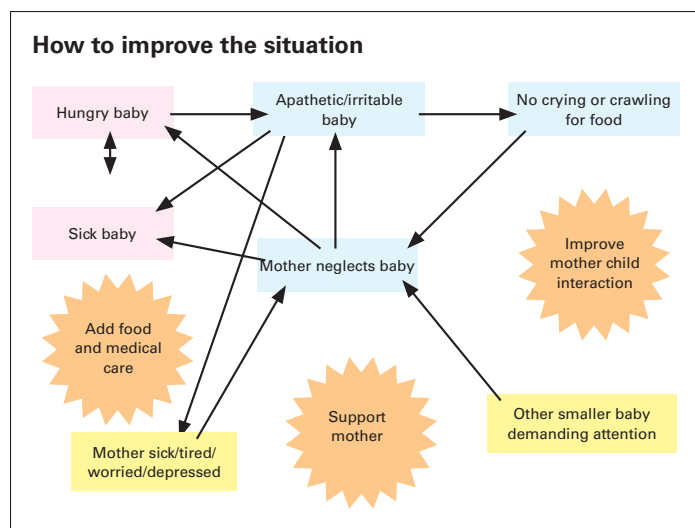 How to improve the situation
Hungry baby
Apathetic/irritable
baby
No crying or crawling
for food
Sick baby
Mother neglects baby
Improve
mother child
interaction
Add food
and medical
care
Support
mother
Other smaller baby
demanding attention
Mother sick/tired/
worried/depressed